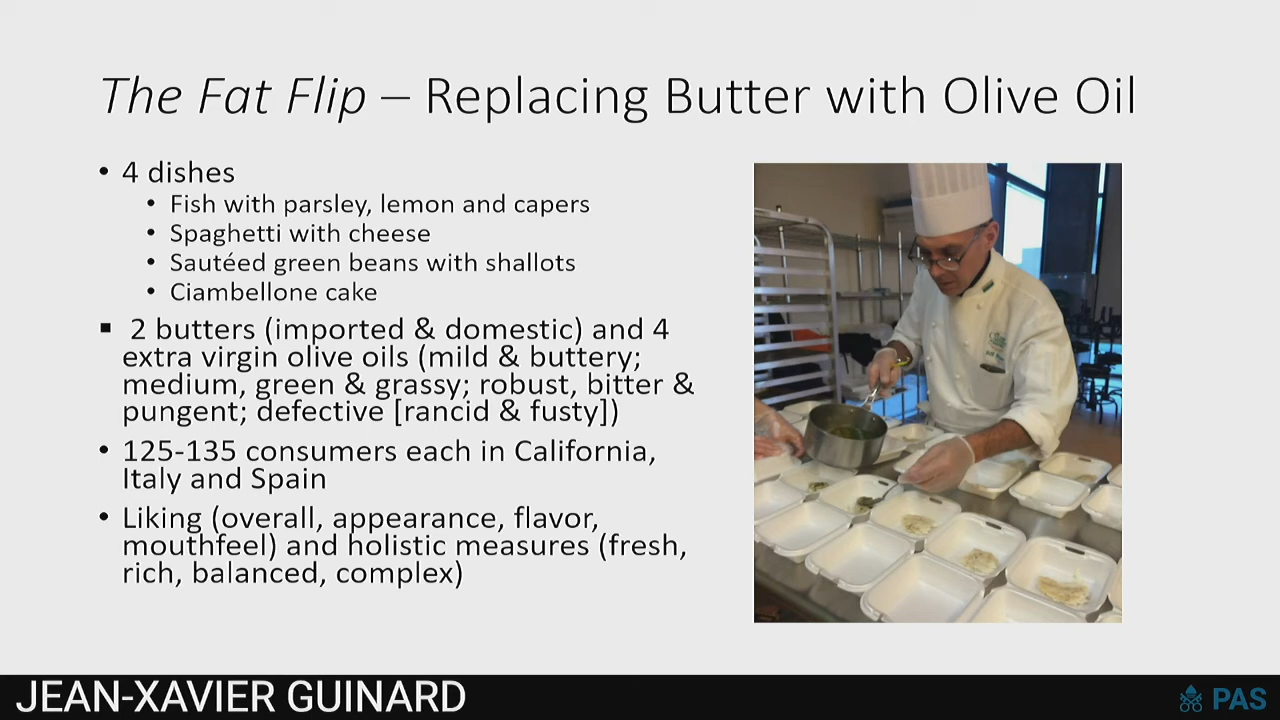 The Fat Flip – Replacing Butter with Olive Oil
• 4 dishes
• Fish with parsley, lemon and capers
• Spaghetti with cheese
• Sautéed green beans with shallots
• Ciambellone cake
▪ 2 butters (imported & domestic) and 4
extra virgin olive oils (mild & buttery;
medium, green & grassy; robust, bitter &
pungent; defective [rancid & fusty])
• 125-135 consumers each in California,
Italy and Spain
• Liking (overall, appearance, flavor,
mouthfeel) and holistic measures (fresh,
rich, balanced, complex)
JEAN-XAVIER GUINARD
PAS